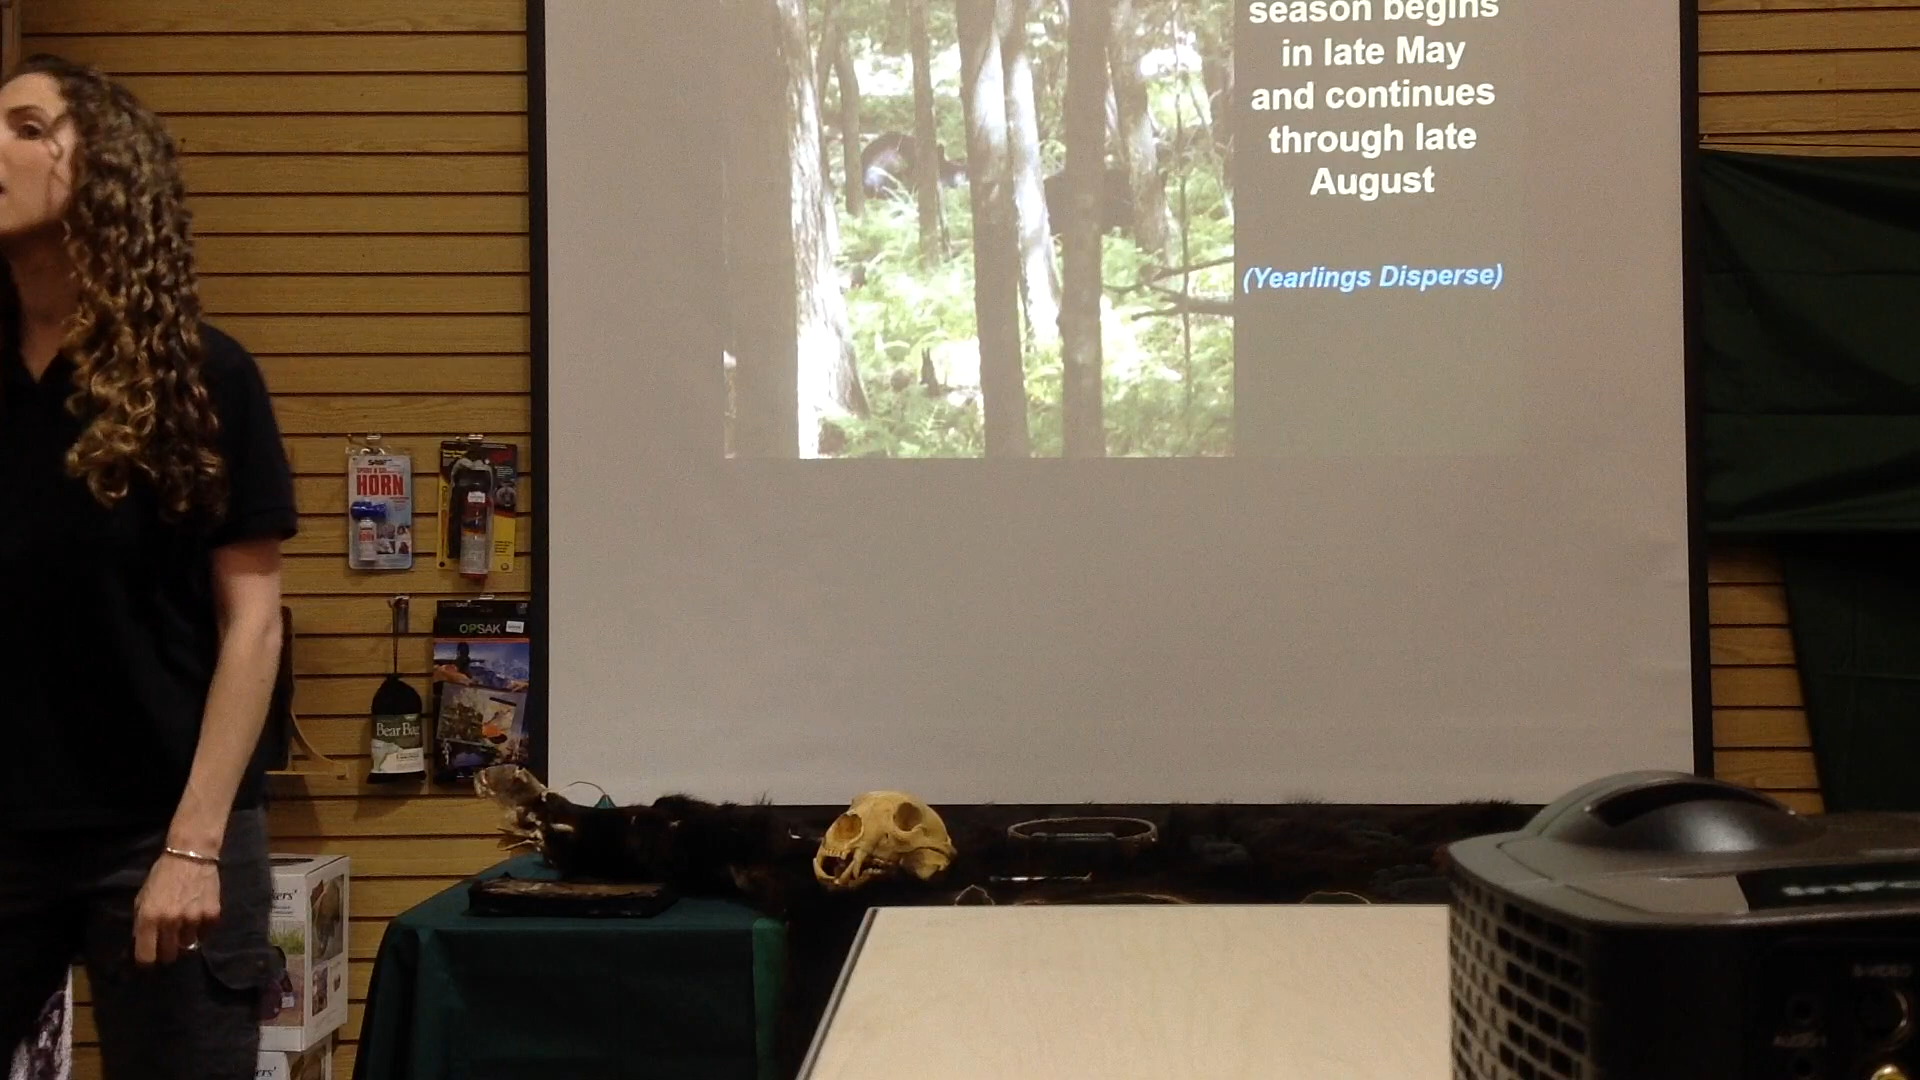 season begins
in late May
and continues
through late
August
(Yearlings Disperse)
HORN
OPSAK
Bear Bag